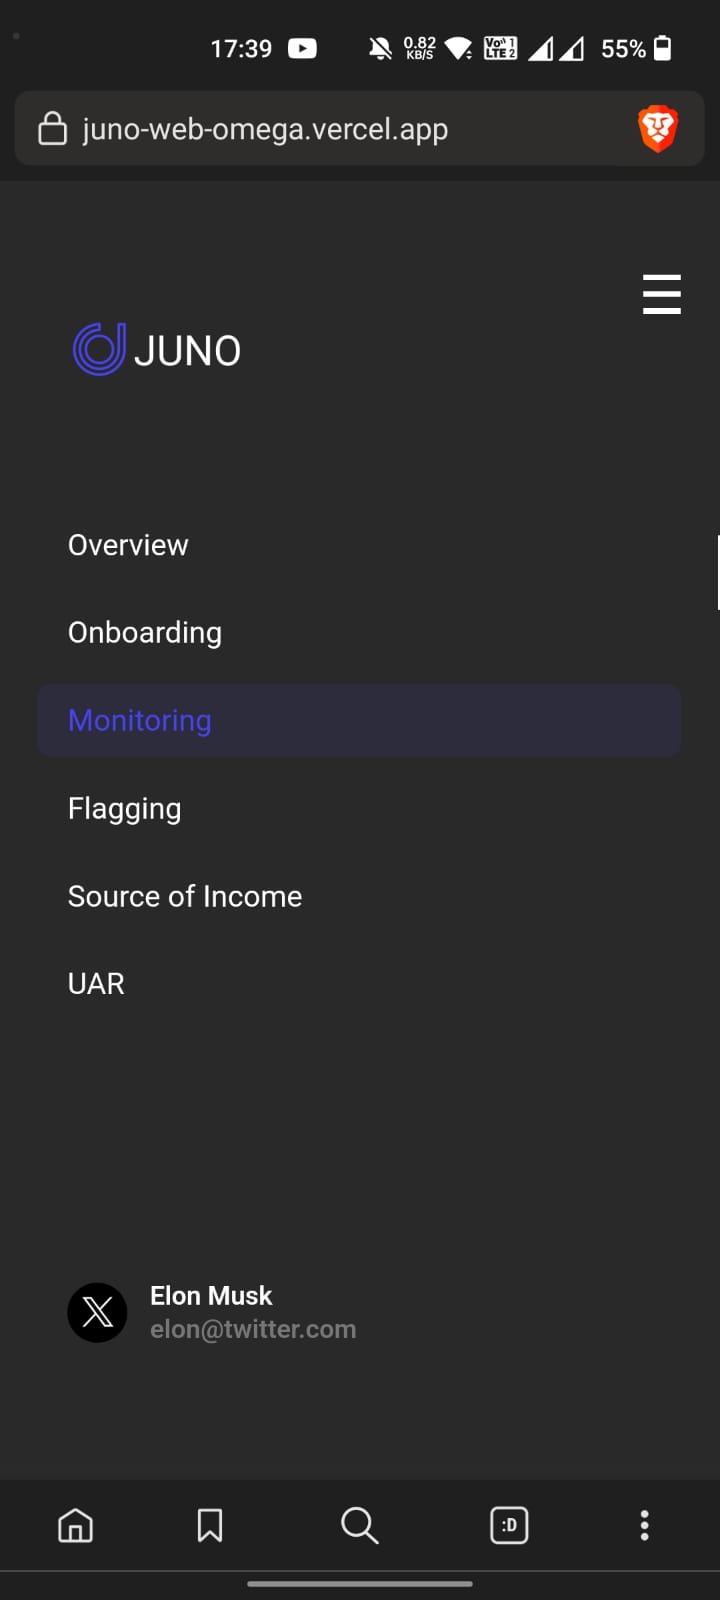 17:39 0.82 KB/S Vo 1 LTE 2 55%
juno-web-omega.vercel.app
JUNO
Overview
Onboarding
Monitoring
Flagging
Source of Income
UAR
Elon Musk
elon@twitter.com
:D